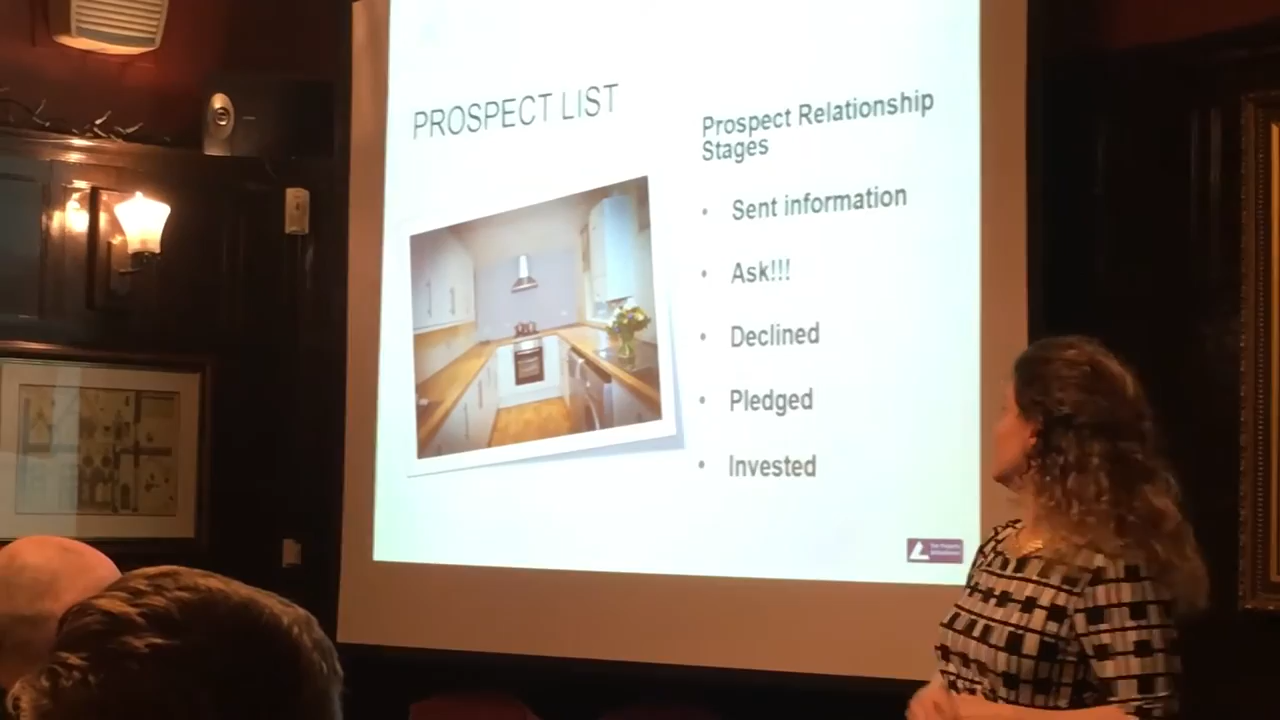 PROSPECT LIST
Prospect Relationship
Stages
• Sent information
• Ask!!!
• Declined
• Pledged
• Invested